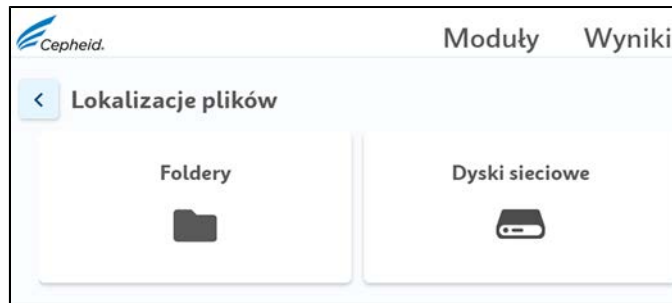 Cepheid.
Moduły Wyniki
Lokalizacje plików
Foldery
Dyski sieciowe